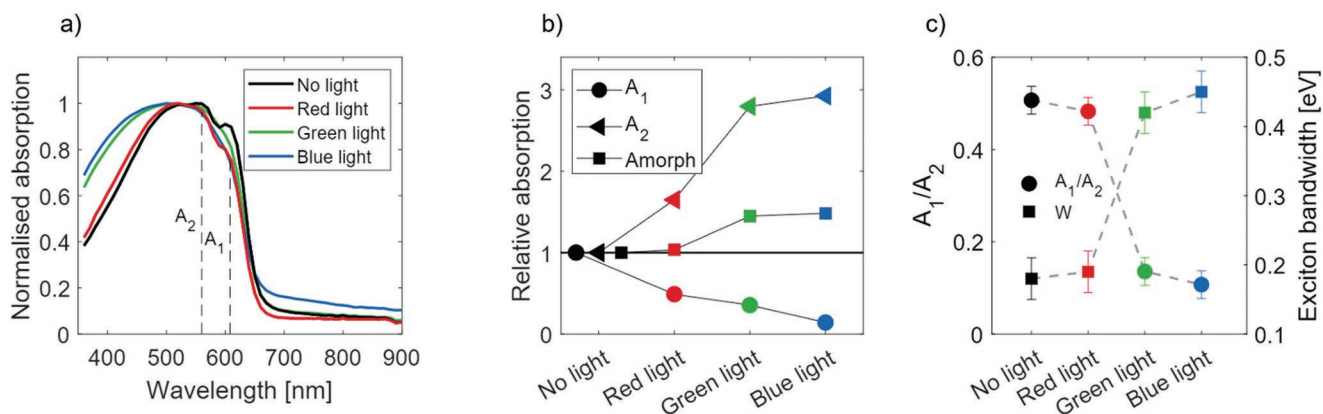 a)
Normalised absorption
1
0.8
0.6
0.4
0.2
0
No light
Red light
Green light
Blue light
A2
A1
400 500 600 700 800 900
Wavelength [nm]
b)
Relative absorption
3
2
1
0
A1
A2
Amorph
No light
Red light
Green light
Blue light
c)
A1/A2
0.6
0.4
0.2
0
A1/A2
W
0.5
0.4
0.3
0.2
0.1
Exciton bandwidth [eV]
No light
Red light
Green light
Blue light